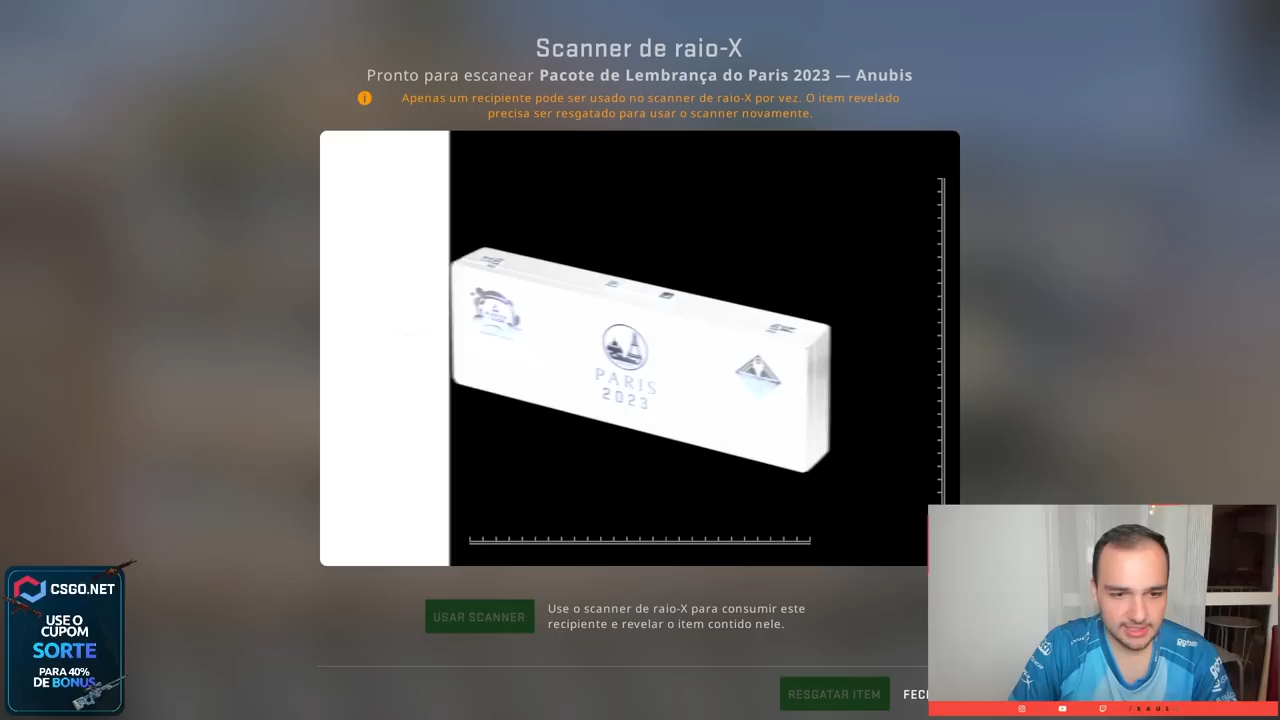 Scanner de raio-X
Pronto para escanear Pacote de Lembrança do Paris 2023 — Anubis
Apenas um recipiente pode ser usado no scanner de raio-X por vez. O item revelado
precisa ser resgatado para usar o scanner novamente.
PARIS
2023
USAR SCANNER
Use o scanner de raio-X para consumir este
recipiente e revelar o item contido nele.
RESGATAR ITEM
CSGO.NET
USE O
CUPOM
SORTE
PARA 40%
DE BONUS